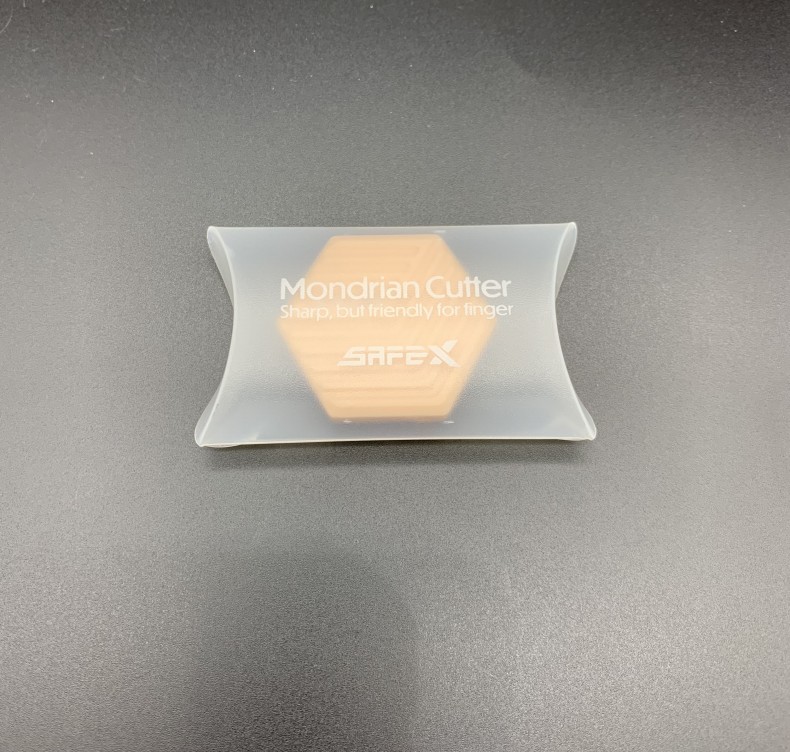 Mondrian Cutter
Sharp, but friendly for finger
SAFEX